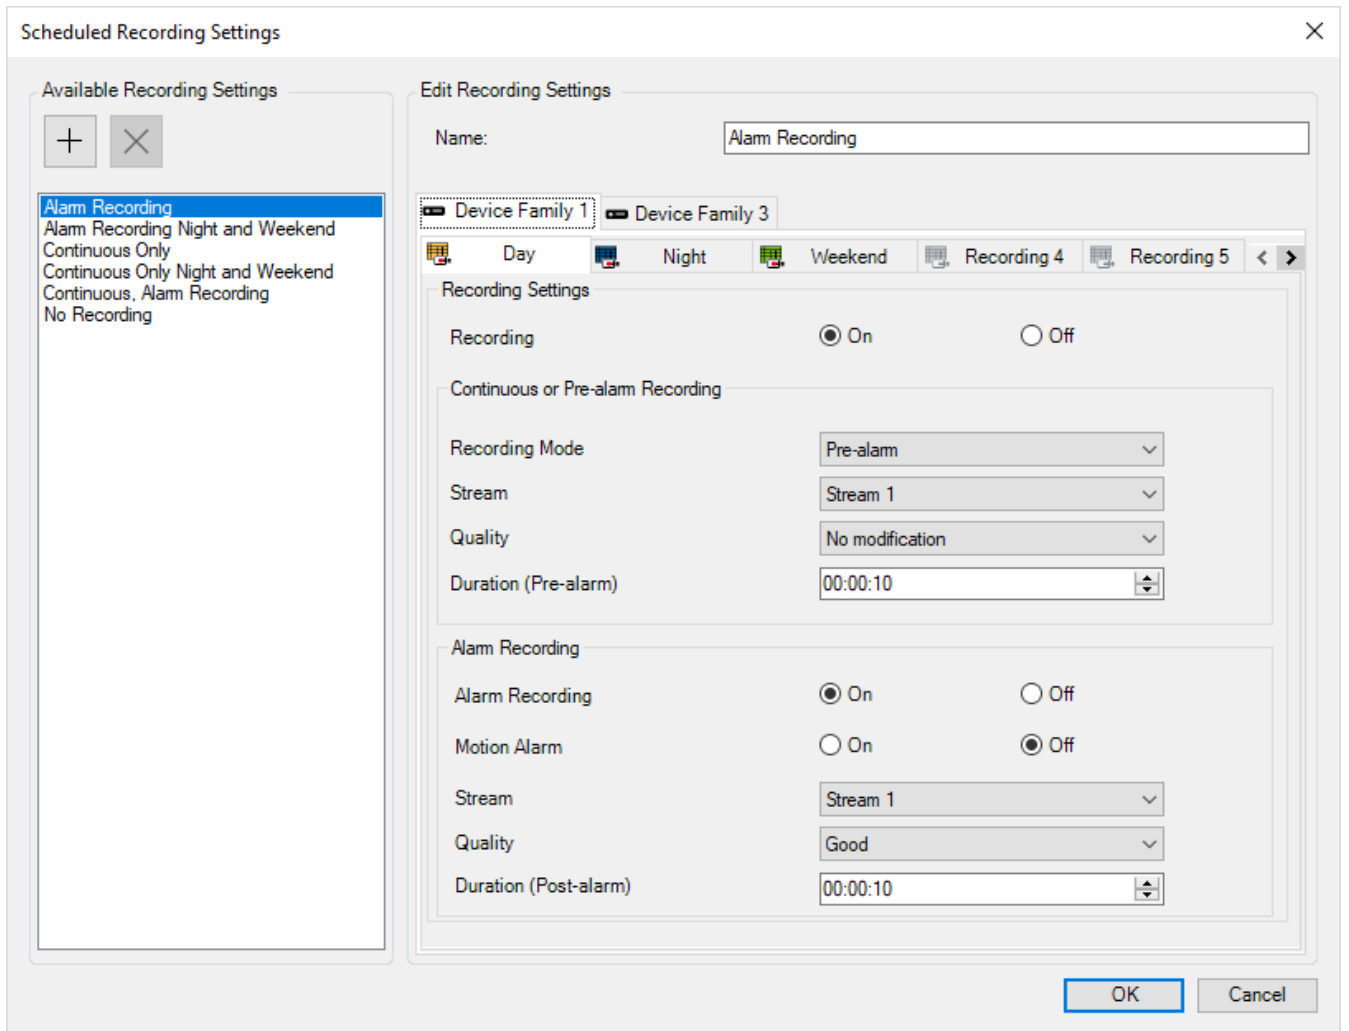 Scheduled Recording Settings
Available Recording Settings
Alarm Recording
Alarm Recording Night and Weekend
Continuous Only
Continuous Only Night and Weekend
Continuous, Alarm Recording
No Recording
Edit Recording Settings
Name: Alarm Recording
Device Family 1 Device Family 3
Day Night Weekend Recording 4 Recording 5
Recording Settings
Recording On Off
Continuous or Pre-alarm Recording
Recording Mode Pre-alarm
Stream Stream 1
Quality No modification
Duration (Pre-alarm) 00:00:10
Alarm Recording
Alarm Recording On Off
Motion Alarm On Off
Stream Stream 1
Quality Good
Duration (Post-alarm) 00:00:10
OK Cancel